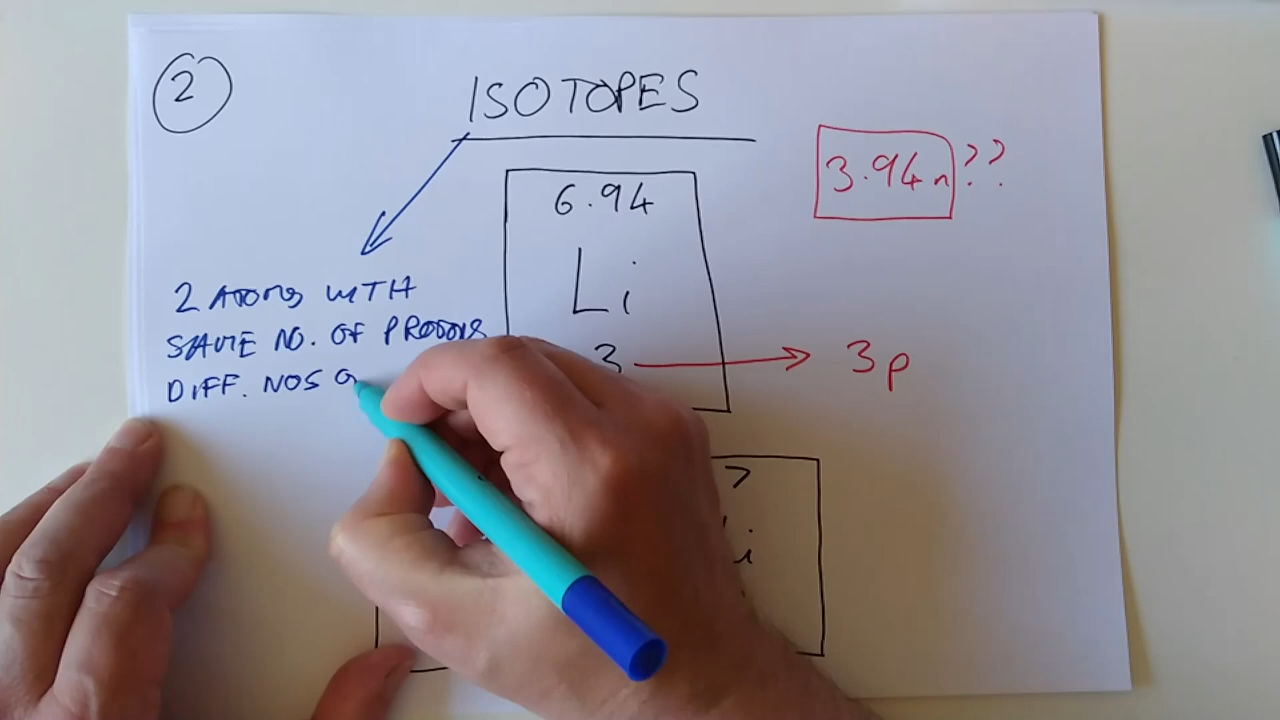 2
ISOTOPES
3.94n??
6.94
Li
3
3p
2 ATOMS WITH
SAME NO. OF PROTONS
DIFF. NOS O
7
Li